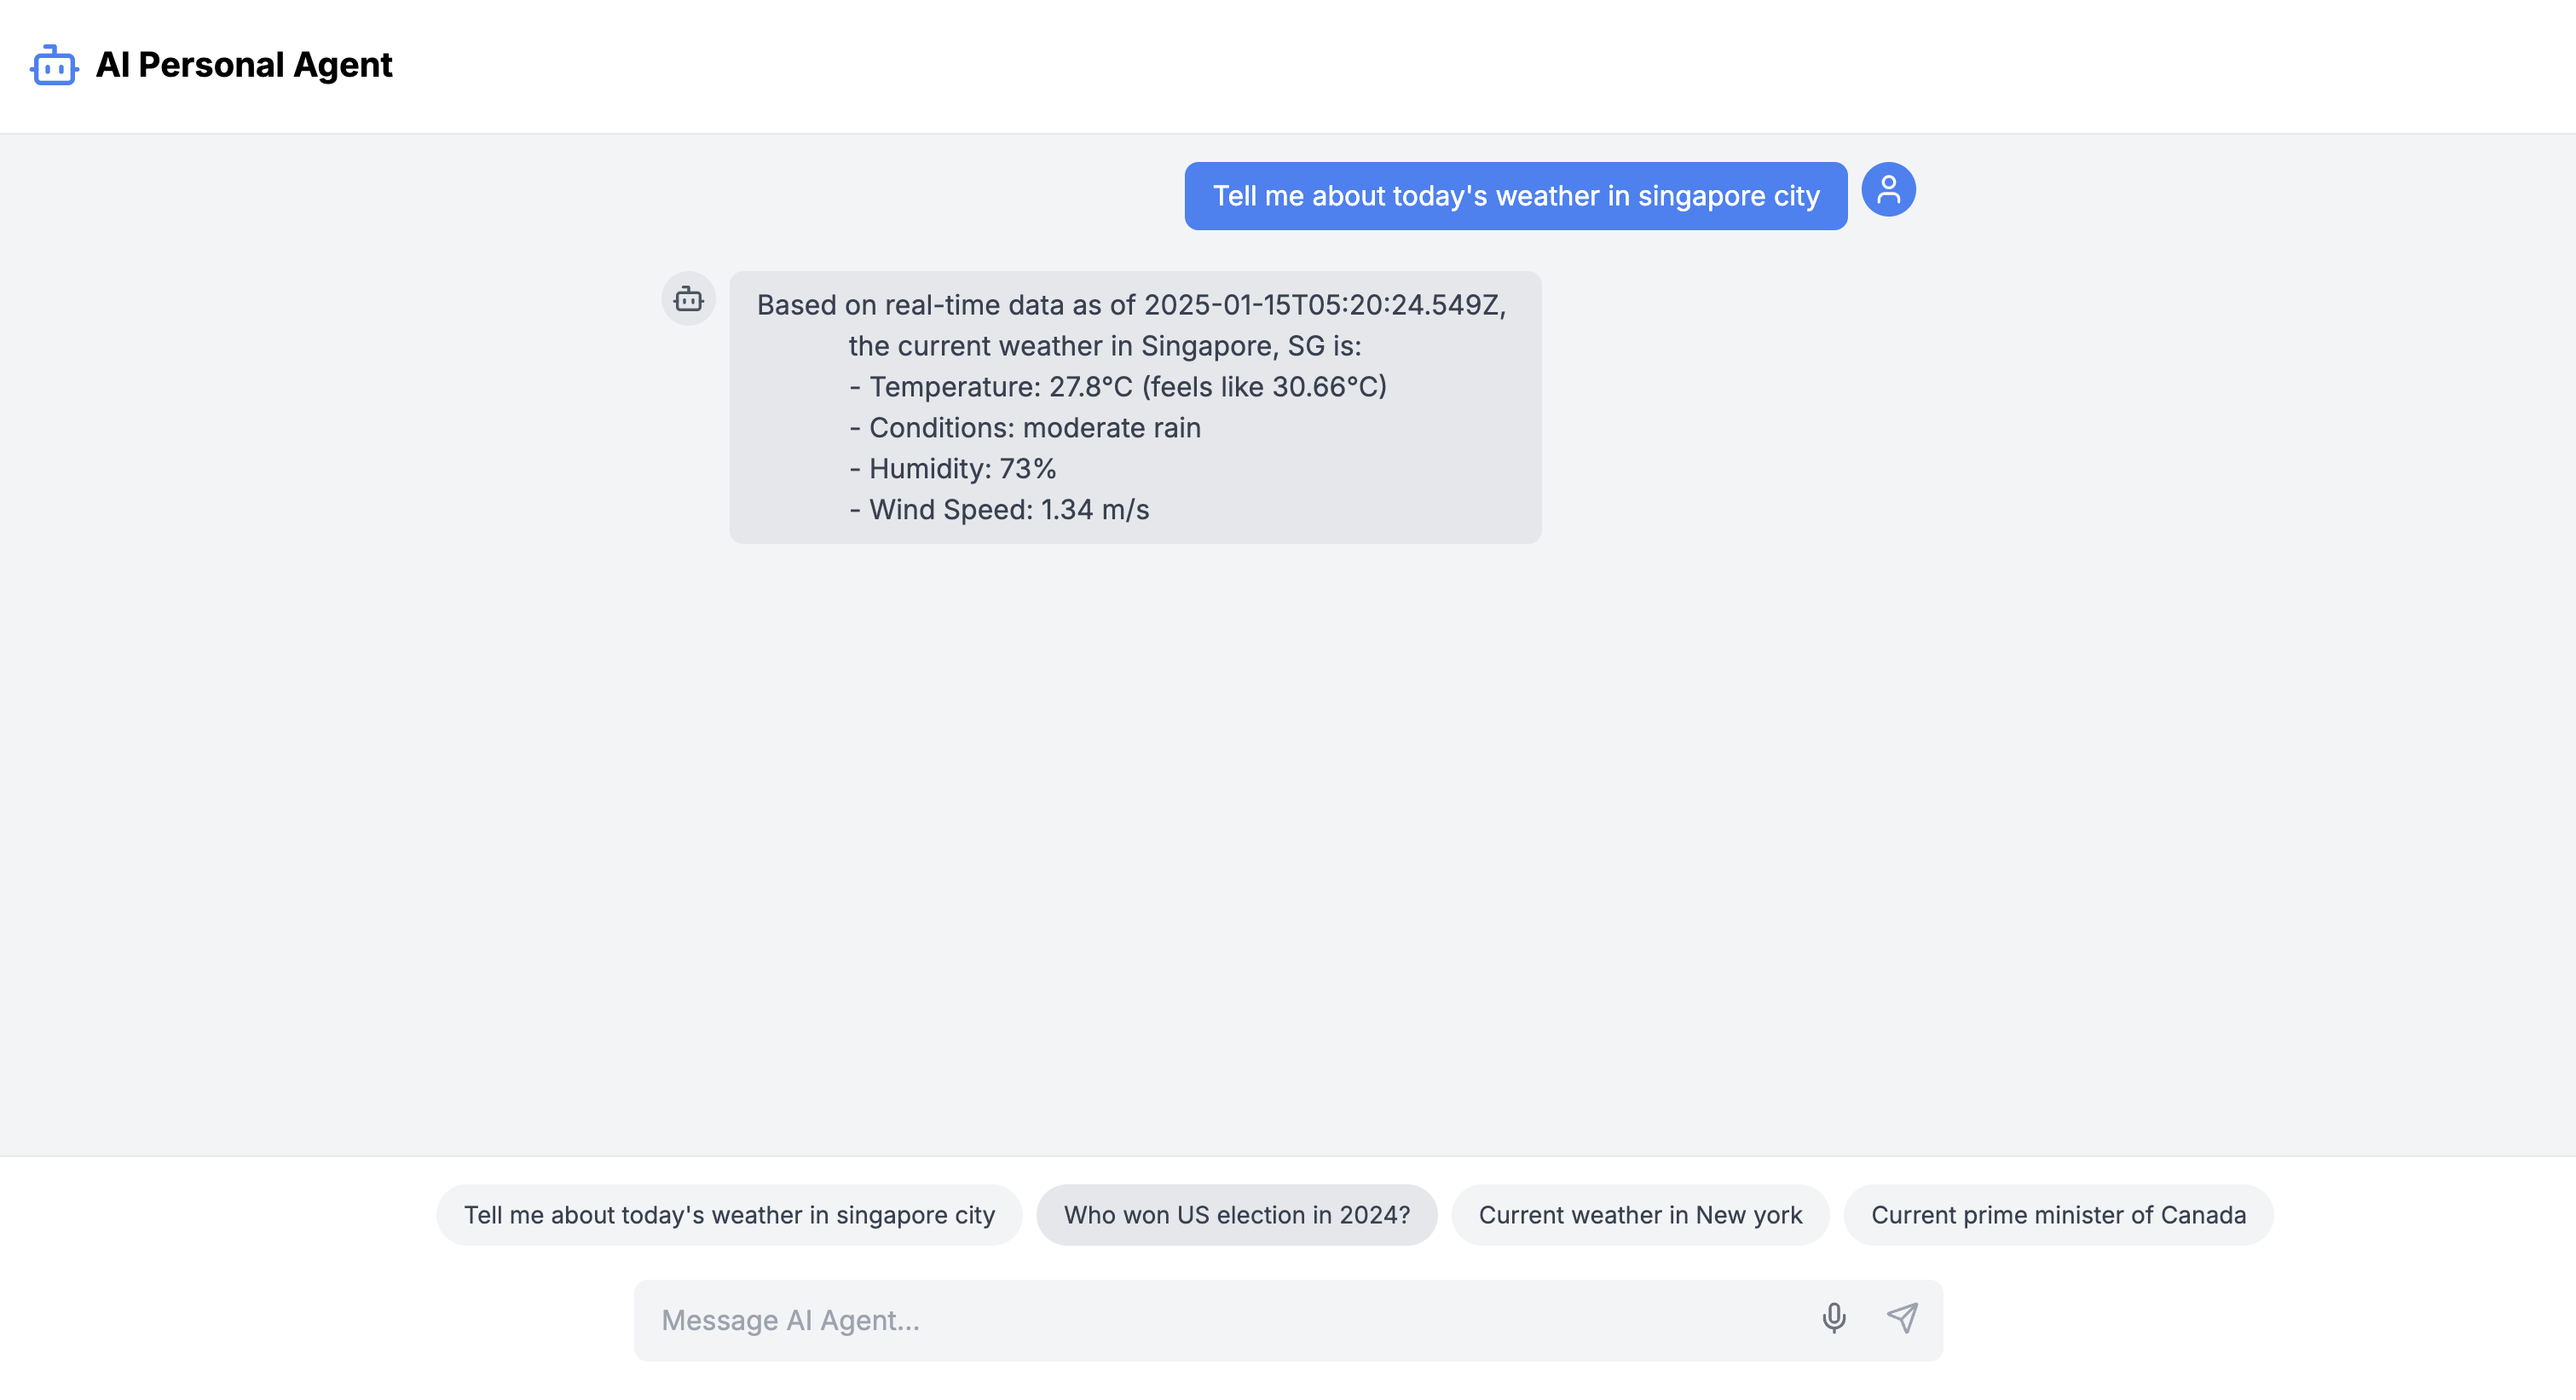 AI Personal Agent
Tell me about today's weather in singapore city
Based on real-time data as of 2025-01-15T05:20:24.549Z,
the current weather in Singapore, SG is:
- Temperature: 27.8°C (feels like 30.66°C)
- Conditions: moderate rain
- Humidity: 73%
- Wind Speed: 1.34 m/s
Tell me about today's weather in singapore city
Who won US election in 2024?
Current weather in New york
Current prime minister of Canada
Message AI Agent...